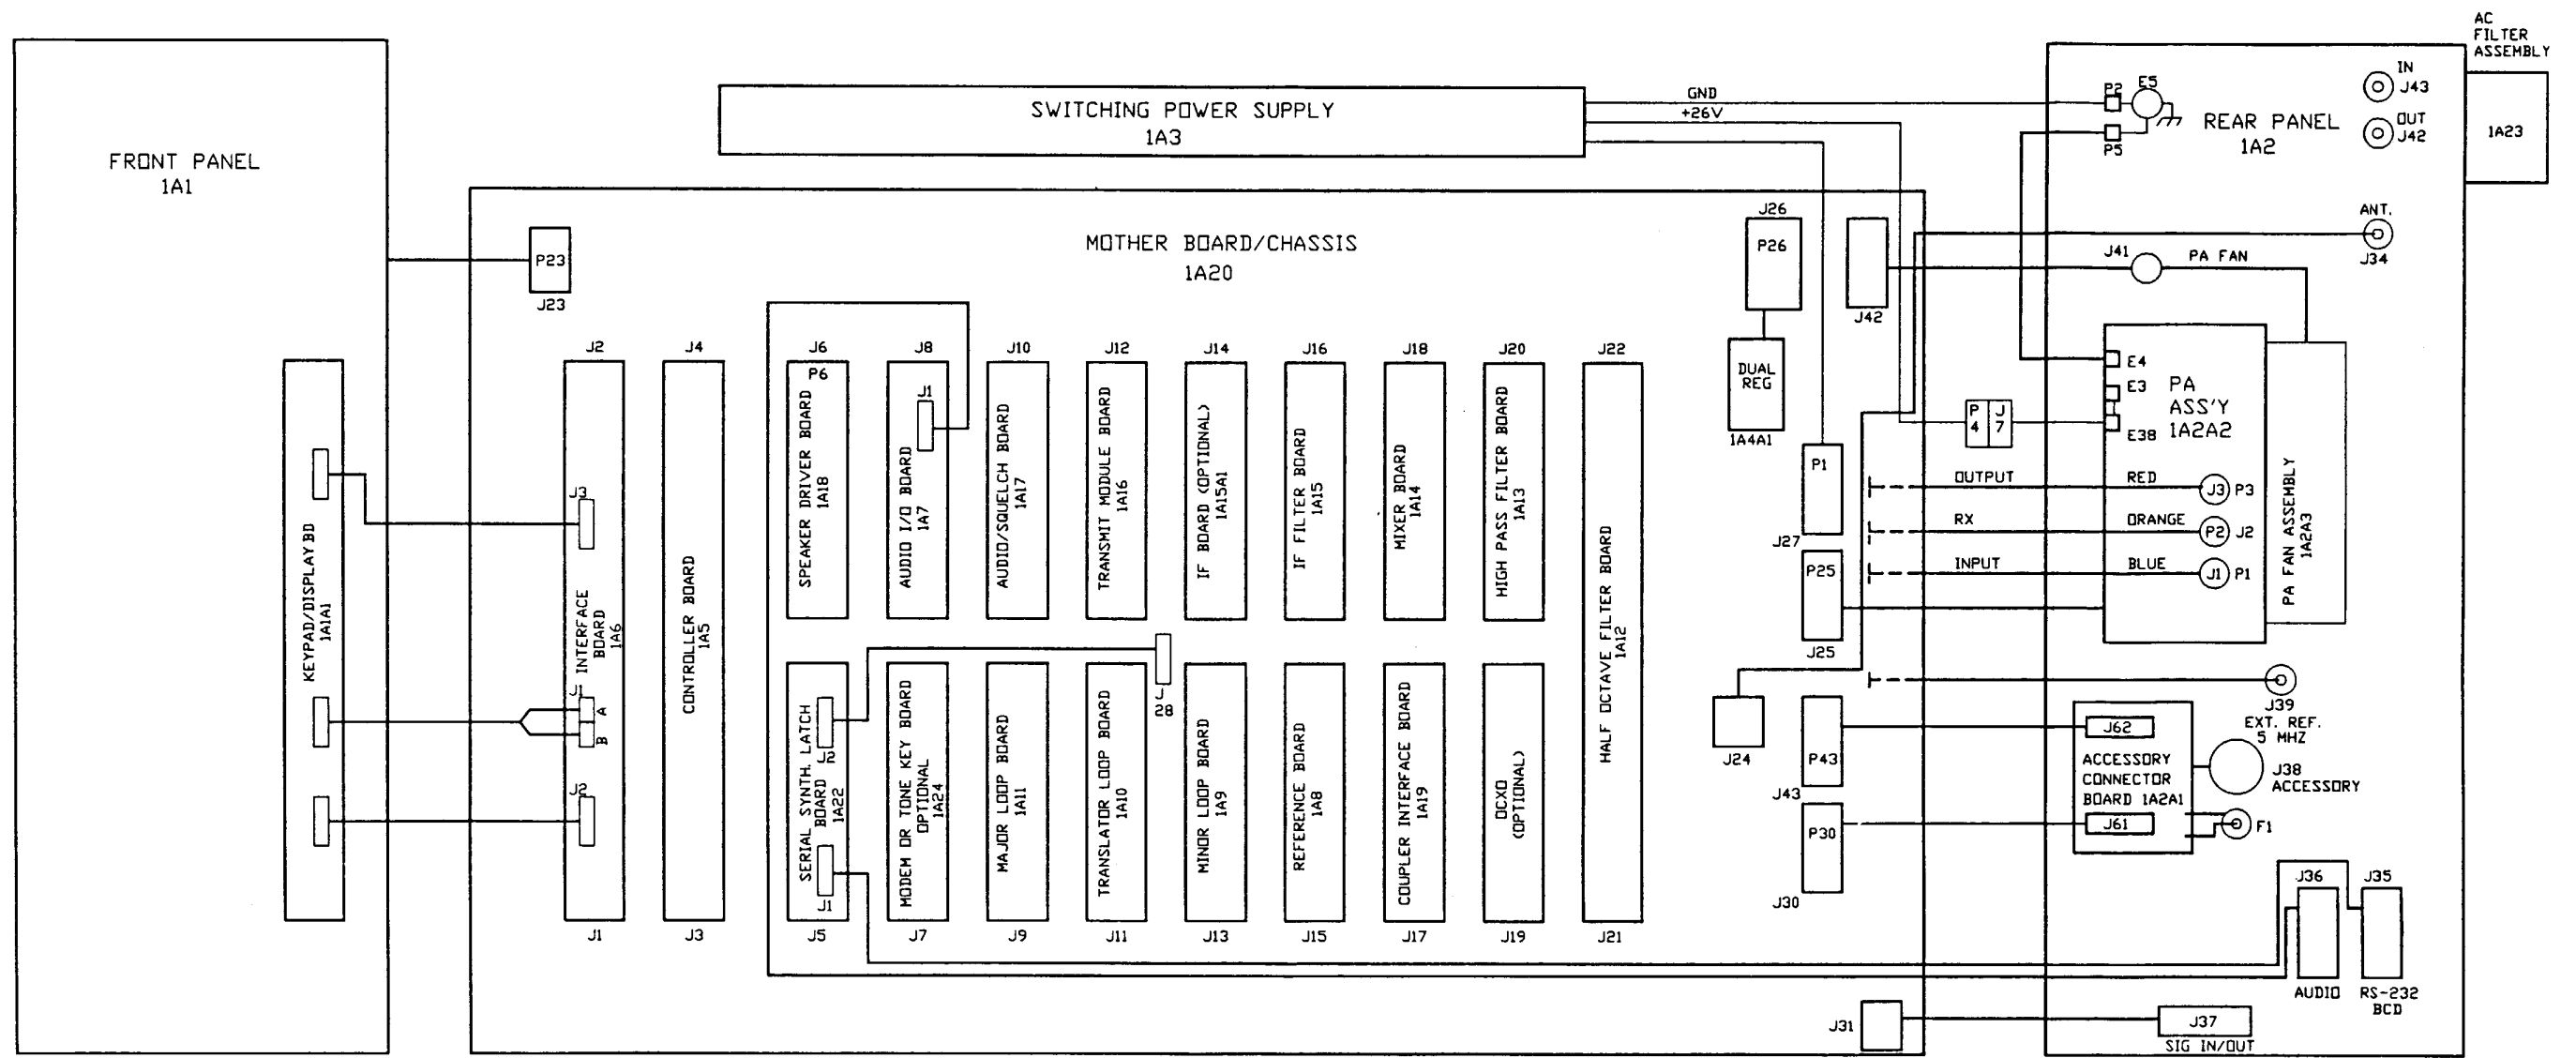 AC
FILTER
ASSEMBLY
1A23
FRONT PANEL
1A1
KEYPAD/DISPLAY BD
1A1A1
SWITCHING POWER SUPPLY
1A3
GND
+26V
MOTHER BOARD/CHASSIS
1A20
P23
J23
J2
J3
INTERFACE
BOARD
1A6
J1
A
B
J2
J1
J4
CONTROLLER BOARD
1A5
J3
J6
P6
SPEAKER DRIVER BOARD
1A18
J8
J1
AUDIO I/O BOARD
1A7
J10
AUDIO/SQUELCH BOARD
1A17
J12
TRANSMIT MODULE BOARD
1A16
J14
IF BOARD (OPTIONAL)
1A15A1
J16
IF FILTER BOARD
1A15
J18
MIXER BOARD
1A14
J20
HIGH PASS FILTER BOARD
1A13
J22
HALF OCTAVE FILTER BOARD
1A12
J21
SERIAL SYNTH. LATCH
BOARD
1A22
J2
J1
J5
MODEM OR TONE KEY BOARD
OPTIONAL
1A24
J7
MAJOR LOOP BOARD
1A11
J9
TRANSLATOR LOOP BOARD
1A10
J11
J28
MINOR LOOP BOARD
1A9
J13
REFERENCE BOARD
1A8
J15
COUPLER INTERFACE BOARD
1A19
J17
OCXO
(OPTIONAL)
J19
J26
P26
DUAL
REG
1A4A1
J42
P1
J27
P25
J25
J24
P43
J43
P30
J30
J31
P
4
J
7
OUTPUT
RX
INPUT
RED
ORANGE
BLUE
REAR PANEL
1A2
P2
E5
P5
IN
J43
OUT
J42
ANT.
J34
J41
PA FAN
E4
E3
E38
PA
ASS'Y
1A2A2
J3 P3
P2 J2
J1 P1
PA FAN ASSEMBLY
1A2A3
J39
EXT. REF.
5 MHZ
J62
ACCESSORY
CONNECTOR
BOARD 1A2A1
J61
J38
ACCESSORY
F1
J36
J35
AUDIO
RS-232
BCD
J37
SIG IN/OUT